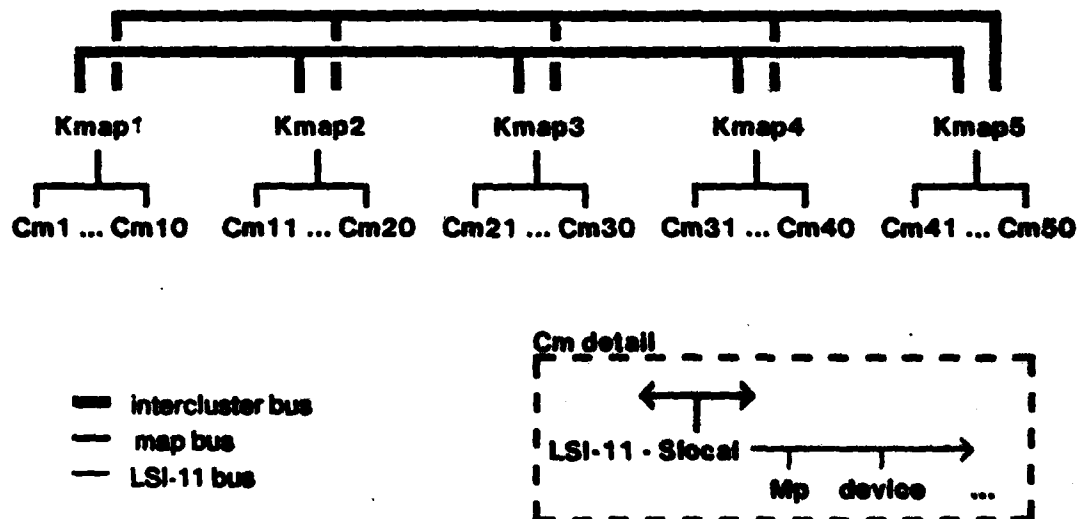 Kmap1 Kmap2 Kmap3 Kmap4 Kmap5
Cm1 ... Cm10 Cm11 ... Cm20 Cm21 ... Cm30 Cm31 ... Cm40 Cm41 ... Cm50
Cm detail
intercluster bus
map bus
LSI-11 bus
LSI-11 - Slocal
Mp device ...